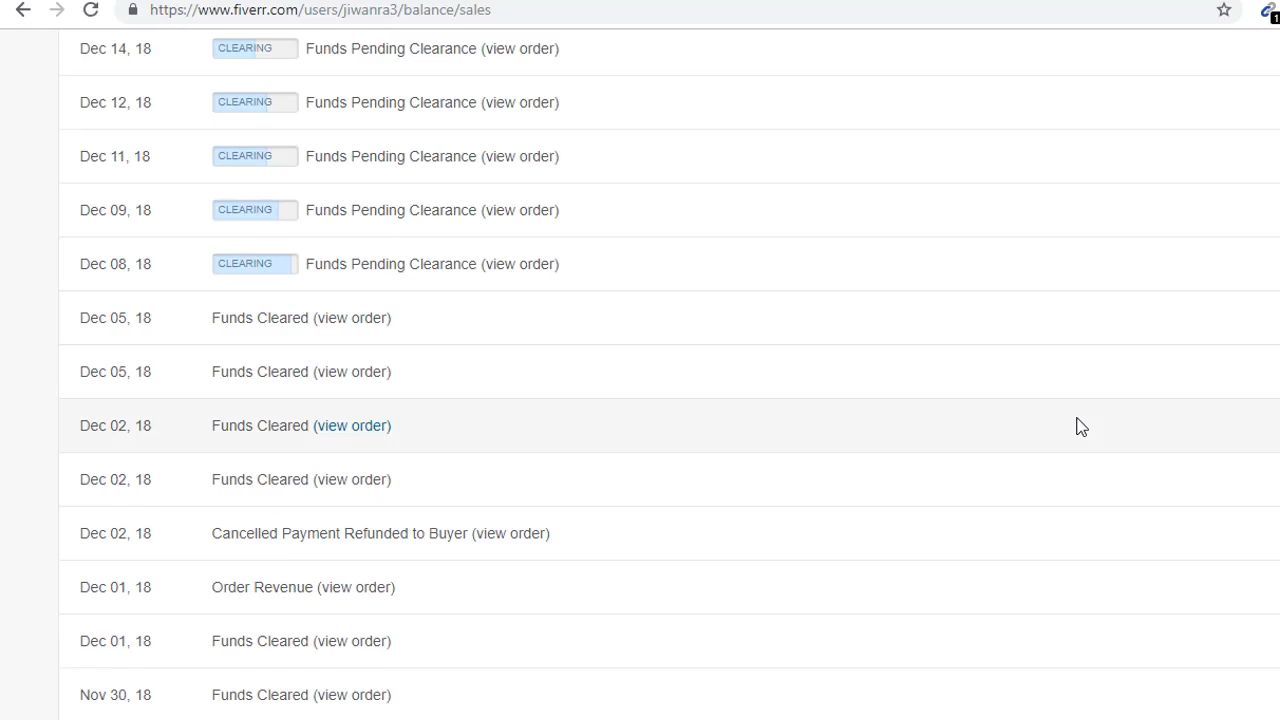 https://www.fiverr.com/users/jiwanra3/balance/sales
1
Dec 14, 18 CLEARING Funds Pending Clearance (view order)
Dec 12, 18 CLEARING Funds Pending Clearance (view order)
Dec 11, 18 CLEARING Funds Pending Clearance (view order)
Dec 09, 18 CLEARING Funds Pending Clearance (view order)
Dec 08, 18 CLEARING Funds Pending Clearance (view order)
Dec 05, 18 Funds Cleared (view order)
Dec 05, 18 Funds Cleared (view order)
Dec 02, 18 Funds Cleared (view order)
Dec 02, 18 Funds Cleared (view order)
Dec 02, 18 Cancelled Payment Refunded to Buyer (view order)
Dec 01, 18 Order Revenue (view order)
Dec 01, 18 Funds Cleared (view order)
Nov 30, 18 Funds Cleared (view order)